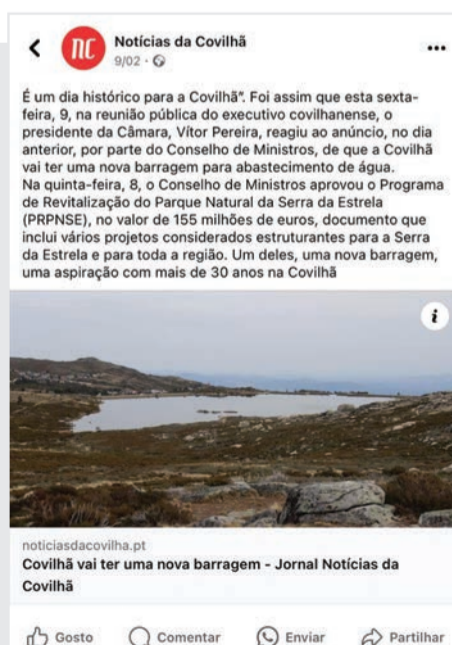 nc
Notícias da Covilhã
9/02 ·
É um dia histórico para a Covilhã". Foi assim que esta sexta-
feira, 9, na reunião pública do executivo covilhanense, o
presidente da Câmara, Vítor Pereira, reagiu ao anúncio, no dia
anterior, por parte do Conselho de Ministros, de que a Covilhã
vai ter uma nova barragem para abastecimento de água.
Na quinta-feira, 8, o Conselho de Ministros aprovou o Programa
de Revitalização do Parque Natural da Serra da Estrela
(PRPNSE), no valor de 155 milhões de euros, documento que
inclui vários projetos considerados estruturantes para a Serra
da Estrela e para toda a região. Um deles, uma nova barragem,
uma aspiração com mais de 30 anos na Covilhã
i
noticiasdacovilha.pt
Covilhã vai ter uma nova barragem - Jornal Notícias da
Covilhã
Gosto Comentar Enviar Partilhar